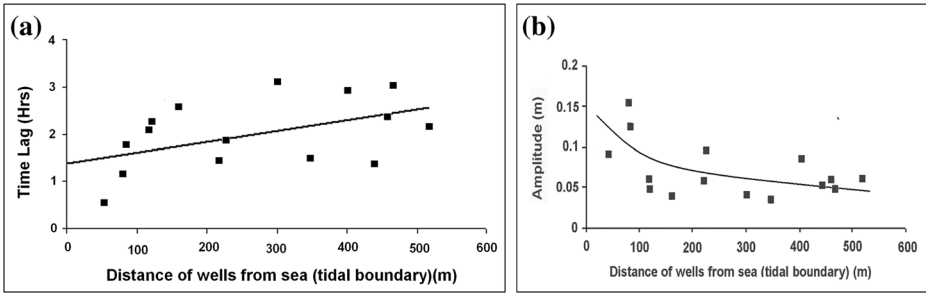 (a)
Time Lag (Hrs)
4
3
2
1
0
0 100 200 300 400 500 600
Distance of wells from sea (tidal boundary)(m)
(b)
Amplitude (m)
0.2
0.15
0.1
0.05
0
0 100 200 300 400 500 600
Distance of wells from sea (tidal boundary) (m)